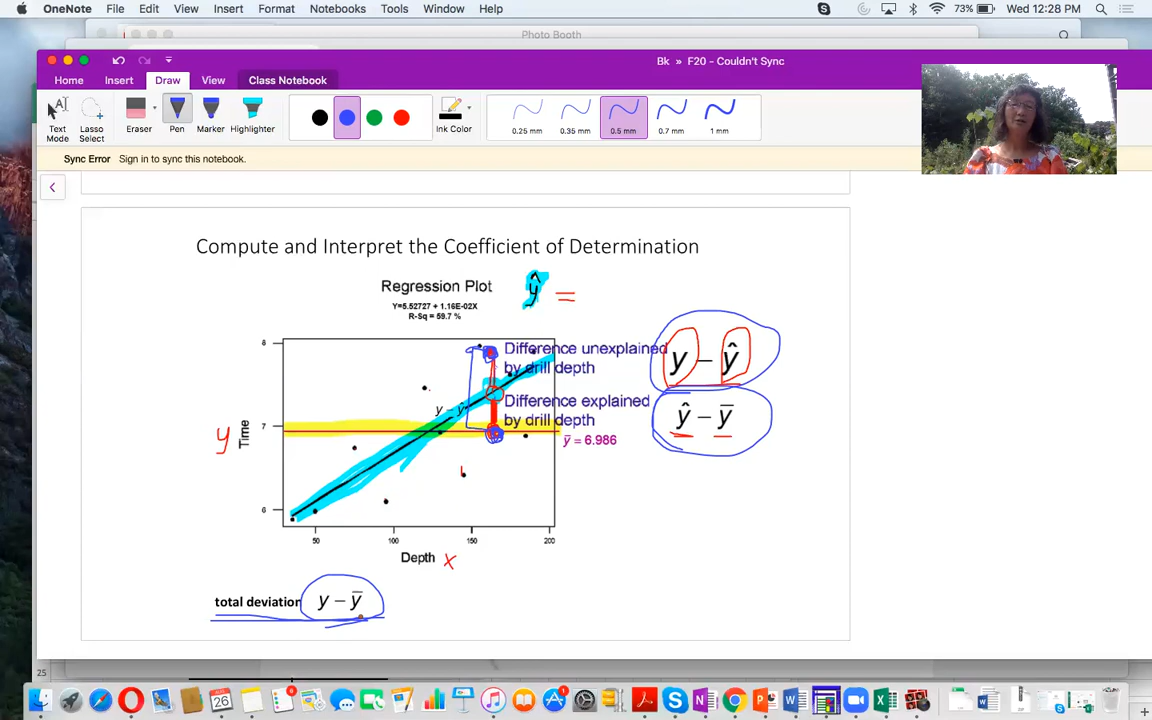 OneNote File Edit View Insert Format Notebooks Tools Window Help 73% Wed 12:28 PM
Photo Booth
Bk » F20 - Couldn't Sync
Home Insert Draw View Class Notebook
Text Mode
Lasso Select
Eraser
Pen
Marker
Highlighter
Ink Color
0.25 mm 0.35 mm 0.5 mm 0.7 mm 1 mm
Sync Error Sign in to sync this notebook.
Compute and Interpret the Coefficient of Determination
Regression Plot
Y=5.52727 + 1.16E-02X
R-Sq = 59.7 %
ŷ =
8
7
6
y Time
Difference unexplained
by drill depth
y − ŷ
Difference explained
by drill depth
ŷ − ȳ
y − ŷ
ȳ = 6.986
50 100 150 200
Depth x
total deviation y − ȳ
25